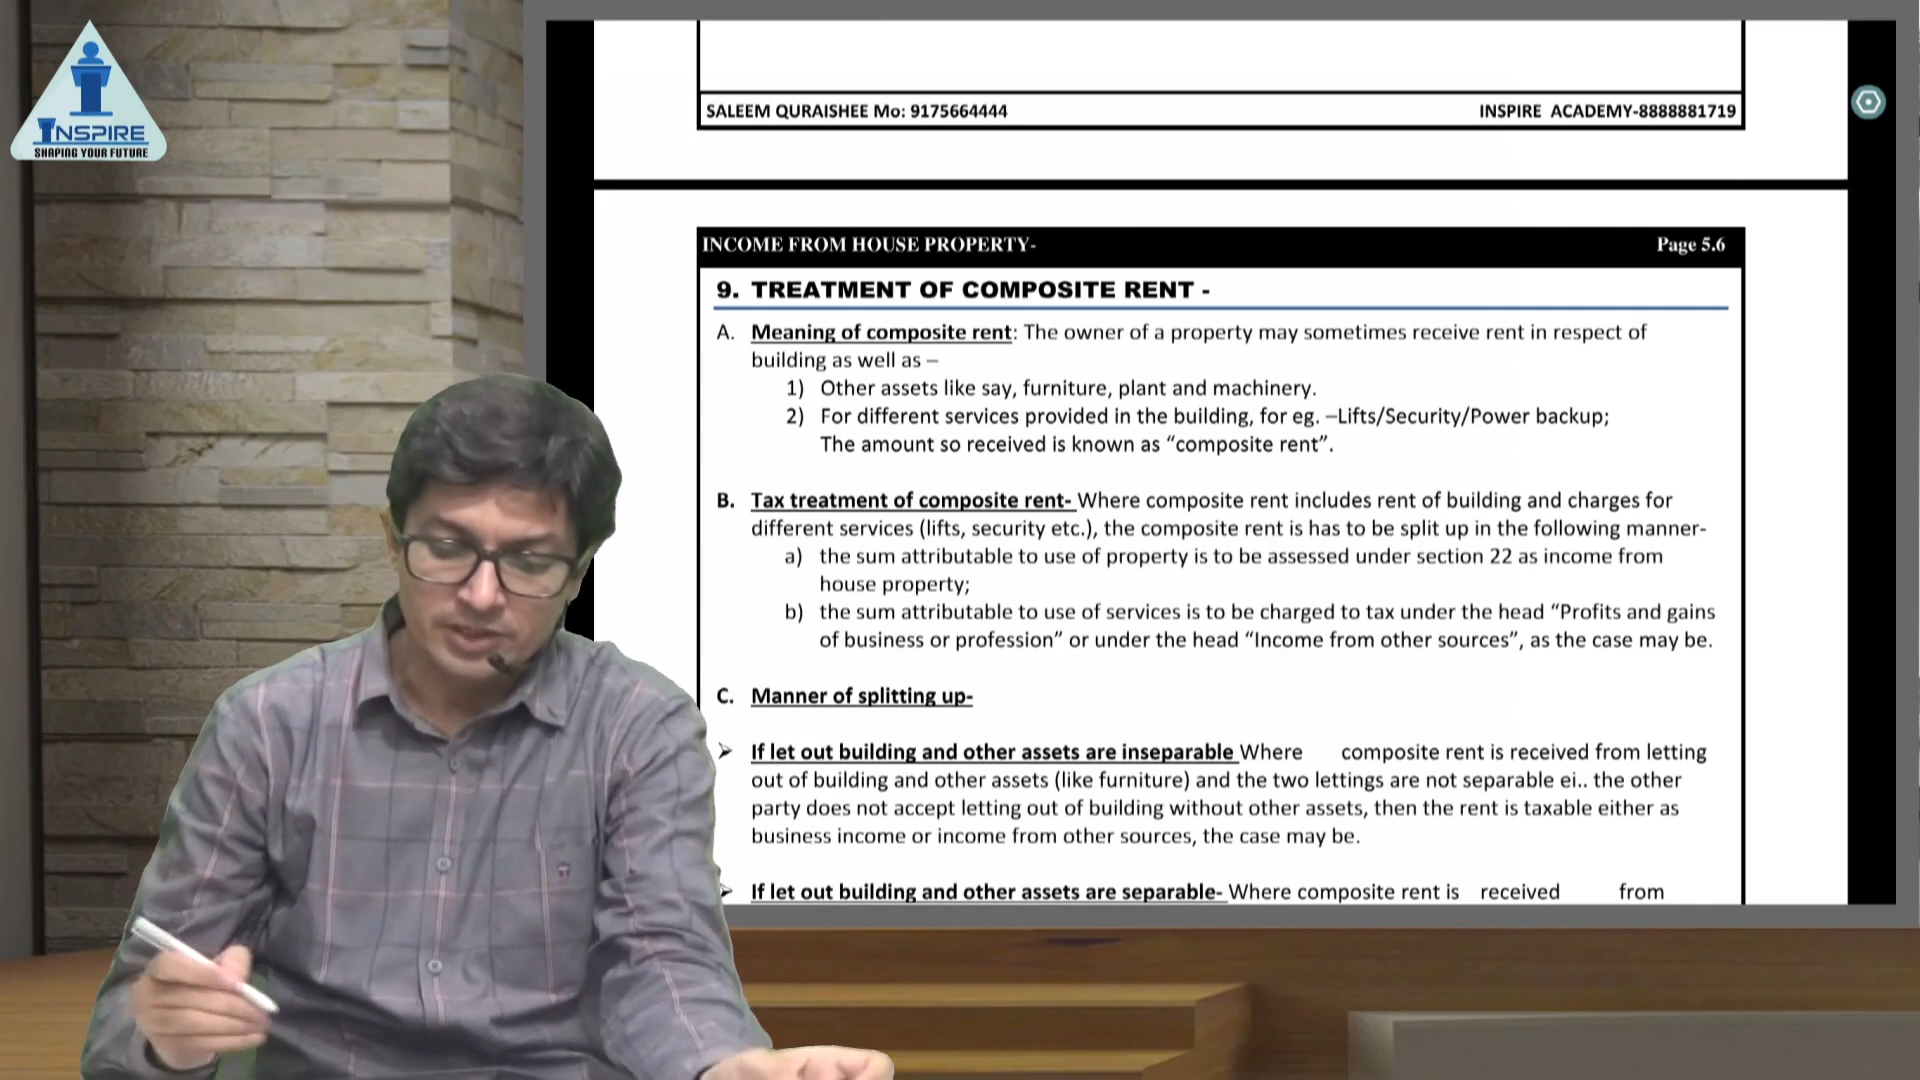 INSPIRE
SHAPING YOUR FUTURE
SALEEM QURAISHEE Mo: 9175664444 INSPIRE ACADEMY-8888881719
INCOME FROM HOUSE PROPERTY- Page 5.6
9. TREATMENT OF COMPOSITE RENT -
A. Meaning of composite rent: The owner of a property may sometimes receive rent in respect of
building as well as –
1) Other assets like say, furniture, plant and machinery.
2) For different services provided in the building, for eg. –Lifts/Security/Power backup;
The amount so received is known as “composite rent”.
B. Tax treatment of composite rent- Where composite rent includes rent of building and charges for
different services (lifts, security etc.), the composite rent is has to be split up in the following manner-
a) the sum attributable to use of property is to be assessed under section 22 as income from
house property;
b) the sum attributable to use of services is to be charged to tax under the head “Profits and gains
of business or profession” or under the head “Income from other sources”, as the case may be.
C. Manner of splitting up-
➢ If let out building and other assets are inseparable Where composite rent is received from letting
out of building and other assets (like furniture) and the two lettings are not separable ei.. the other
party does not accept letting out of building without other assets, then the rent is taxable either as
business income or income from other sources, the case may be.
➢ If let out building and other assets are separable- Where composite rent is received from